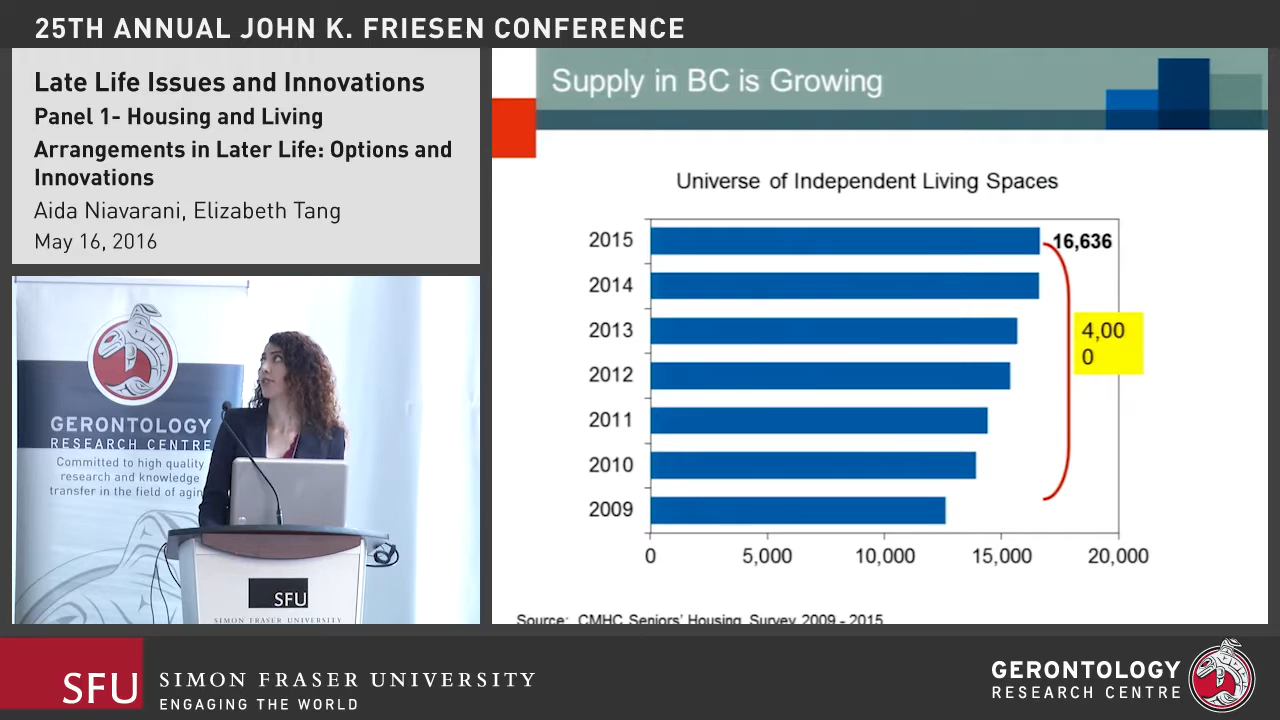 25TH ANNUAL JOHN K. FRIESEN CONFERENCE
Late Life Issues and Innovations
Panel 1- Housing and Living
Arrangements in Later Life: Options and
Innovations
Aida Niavarani, Elizabeth Tang
May 16, 2016
GERONTOLOGY
RESEARCH CENTRE
Committed to high quality
research and knowledge
transfer in the field of
SFU
SIMON FRASER UNIVERSITY
Supply in BC is Growing
Universe of Independent Living Spaces
2015
16,636
2014
2013
4,00
0
2012
2011
2010
2009
0 5,000 10,000 15,000 20,000
Source: CMHC Seniors' Housing Survey 2009 - 2015
SFU
SIMON FRASER UNIVERSITY
ENGAGING THE WORLD
GERONTOLOGY
RESEARCH CENTRE